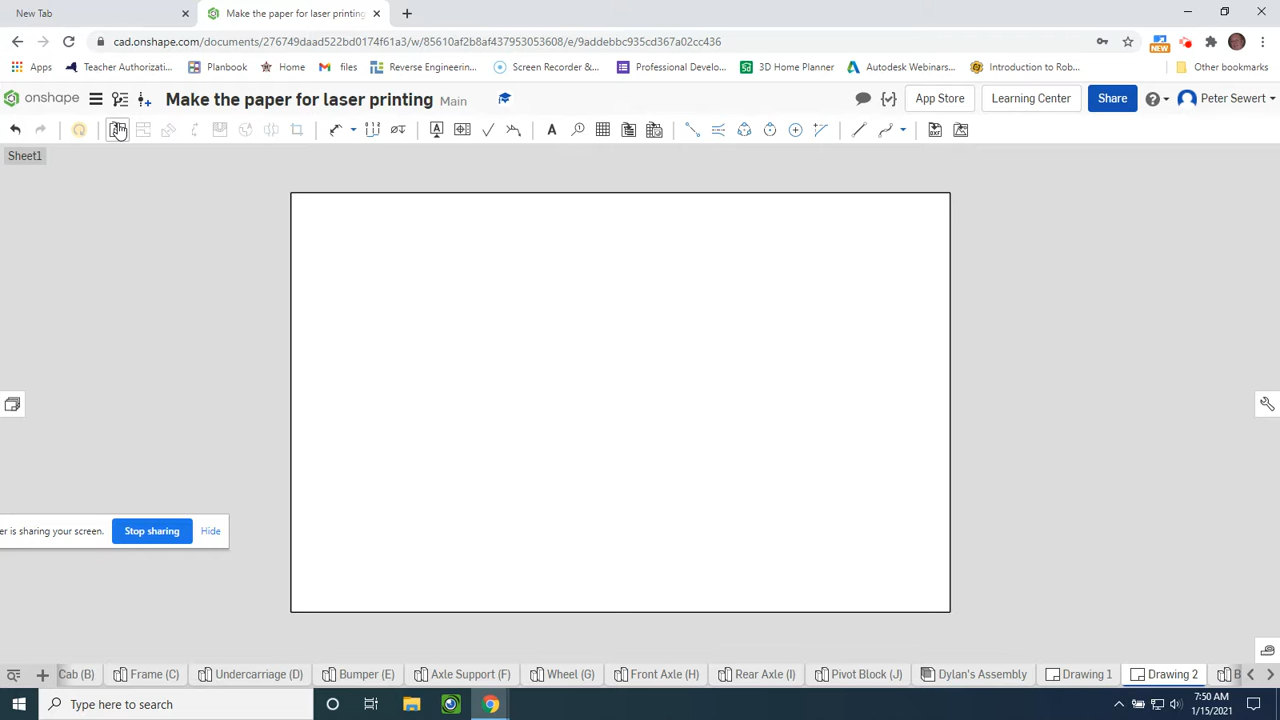 New Tab
Make the paper for laser printing
cad.onshape.com/documents/276749daad522bd0174f61a3/w/8561bf2b8af437953053608/e/9addebbc935cd367a02cc436
NEW
Apps
Teacher Authorizati...
Planbook
Home
files
Reverse Engineerin...
Screen Recorder &...
Professional Develo...
3D Home Planner
Autodesk Webinars...
Introduction to Rob...
Other bookmarks
onshape
Make the paper for laser printing Main
App Store
Learning Center
Share
Peter Sewert
Sheet1
er is sharing your screen.
Stop sharing
Hide
Cab (B)
Frame (C)
Undercarriage (D)
Bumper (E)
Axle Support (F)
Wheel (G)
Front Axle (H)
Rear Axle (I)
Pivot Block (J)
Dylan's Assembly
Drawing 1
Drawing 2
Type here to search
7:50 AM
1/15/2021